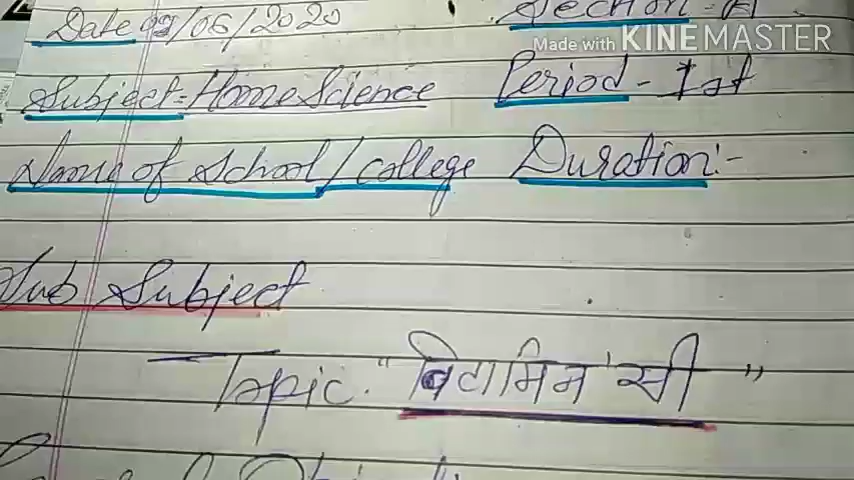 Date 09/06/2020 Section - A
Made with KINEMASTER
Subject:- Home Science Period - 1st
Name of School/College Duration:-
Sub Subject
Topic. "विटामिन 'सी"